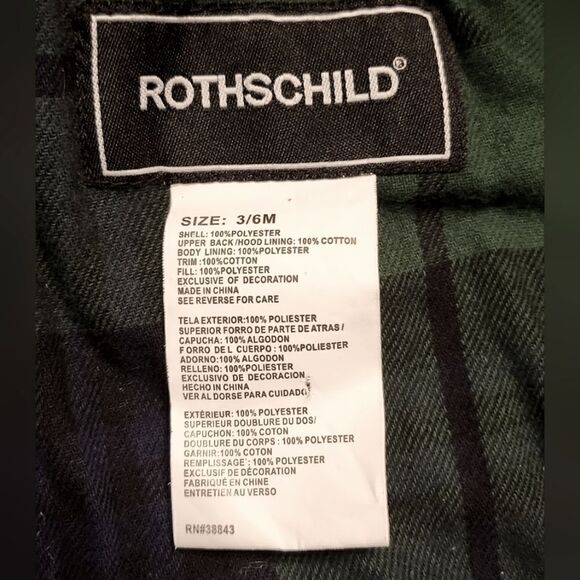 ROTHSCHILD®
SIZE: 3/6M
SHELL: 100%POLYESTER
UPPER BACK /HOOD LINING: 100% COTTON
BODY LINING: 100% POLYESTER
TRIM :100%COTTON
FILL: 100%POLYESTER
EXCLUSIVE OF DECORATION
MADE IN CHINA
SEE REVERSE FOR CARE
TELA EXTERIOR:100% POLIESTER
SUPERIOR FORRO DE PARTE DE ATRAS /
CAPUCHA: 100% ALGODON
F ORRO DE L CUERPO : 100%POLIESTER
ADORNO:100% ALGODON
RELLENO: 100%POLIESTER
EXCLUSIVO DE DECORACION
HECHO IN CHINA
VER AL DORSE PARA CUIDADO
EXTÉRIEUR: 100% POLYESTER
SUPERIEUR DOUBLURE DU DOS/
CAPUCHON: 100% COTON
DOUBLURE DU CORPS : 100% POLYESTER
GARNIR:100% COTON
REMPLISSAGE : 100% POLYESTER
EXCLUSIF DE DÉCORATION
FABRIQUÉ EN CHINE
ENTRETIEN AU VERSO
RN#38843